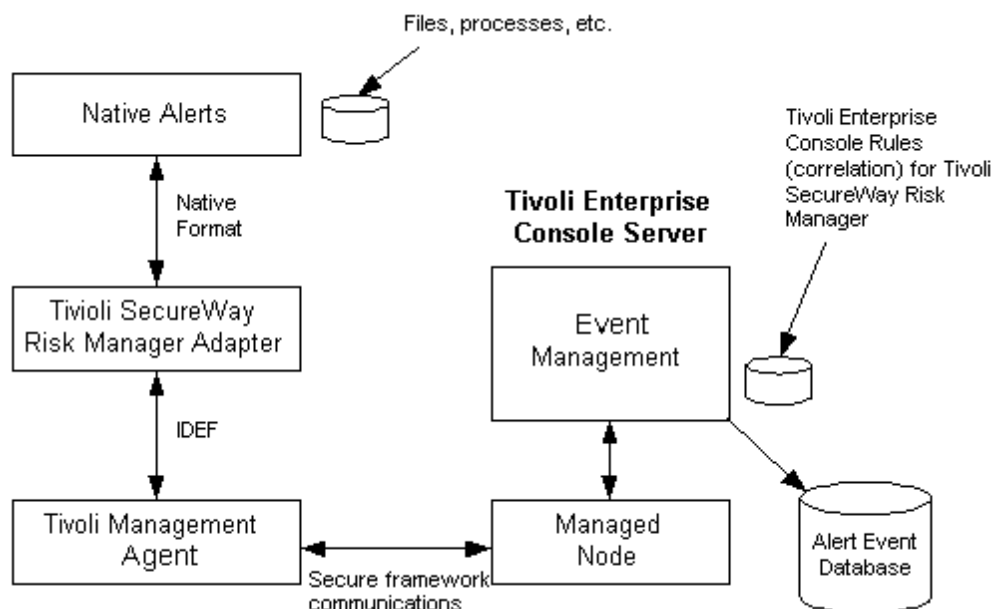 Files, processes, etc.
Native Alerts
Tivoli Enterprise
Console Rules
(correlation) for Tivoli
SecureWay Risk
Manager
Native
Format
Tivoli Enterprise
Console Server
Tivoli SecureWay
Risk Manager Adapter
Event
Management
IDEF
Tivoli Management
Agent
Managed
Node
Alert Event
Database
Secure framework
communications